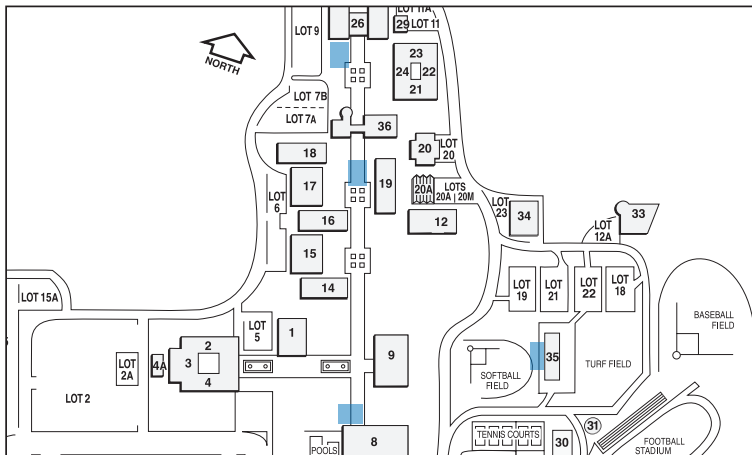 LOT 11A
LOT 9
26
29
LOT 11
NORTH
23
24
22
21
LOT 7B
LOT 7A
36
18
20
LOT
20
17
19
LOT
6
20A
LOTS
20A | 20M
16
12
LOT
23
34
33
LOT
12A
15
14
LOT
19
LOT
21
LOT
22
LOT
18
LOT 15A
LOT
5
1
BASEBALL
FIELD
2
3
4
4A
LOT
2A
9
35
SOFTBALL
FIELD
TURF FIELD
LOT 2
TENNIS COURTS
31
30
8
POOLS
FOOTBALL
STADIUM